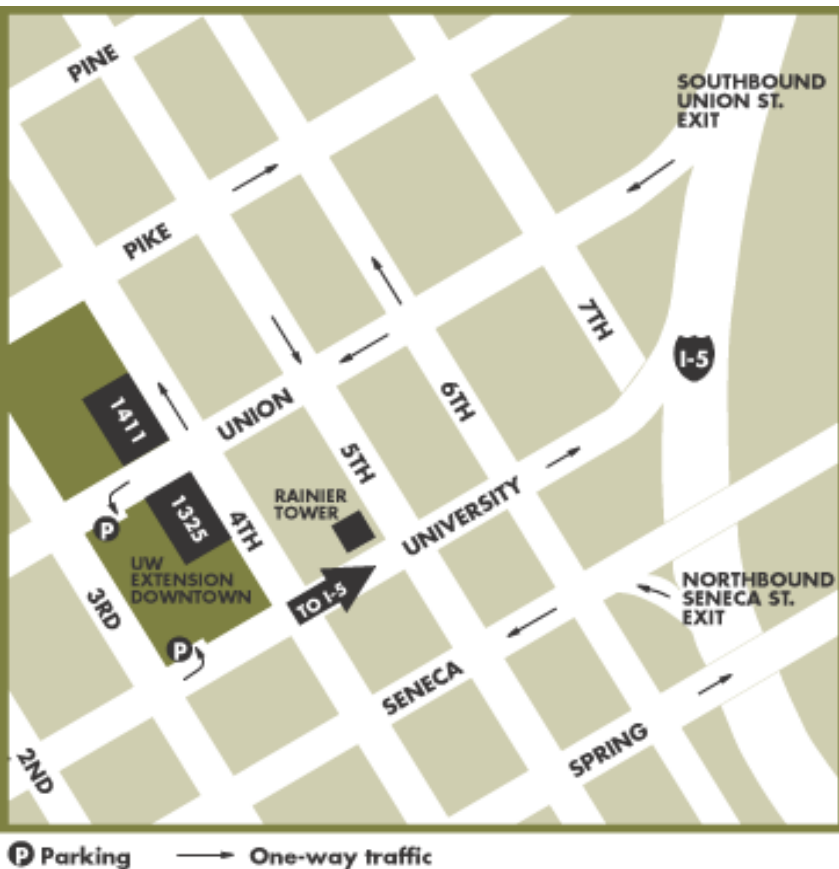 PINE
SOUTHBOUND
UNION ST.
EXIT
PIKE
7TH
I-5
1411
UNION
6TH
5TH
RAINIER
TOWER
1325
4TH
UNIVERSITY
P
UW
EXTENSION
DOWNTOWN
3RD
TO I-5
NORTHBOUND
SENECA ST.
EXIT
P
SENECA
SPRING
2ND
P Parking
One-way traffic